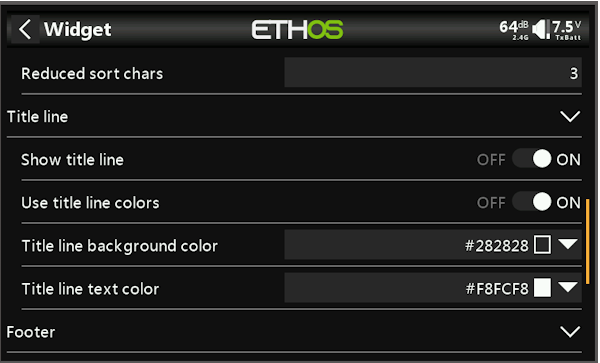 Widget
ETHOS
64dB
2.4G
7.5V
TxBatt
Reduced sort chars 3
Title line
Show title line OFF ON
Use title line colors OFF ON
Title line background color #282828
Title line text color #F8FCF8
Footer